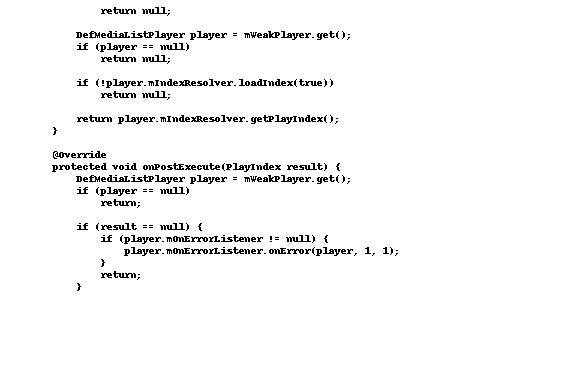 return null;
DefMediaListPlayer player = mWeakPlayer.get();
if (player == null)
return null;
if (!player.mIndexResolver.loadIndex(true))
return null;
return player.mIndexResolver.getPlayIndex();
}
@Override
protected void onPostExecute(PlayIndex result) {
DefMediaListPlayer player = mWeakPlayer.get();
if (player == null)
return;
if (result == null) {
if (player.mOnErrorListener != null) {
player.mOnErrorListener.onError(player, 1, 1);
}
return;
}